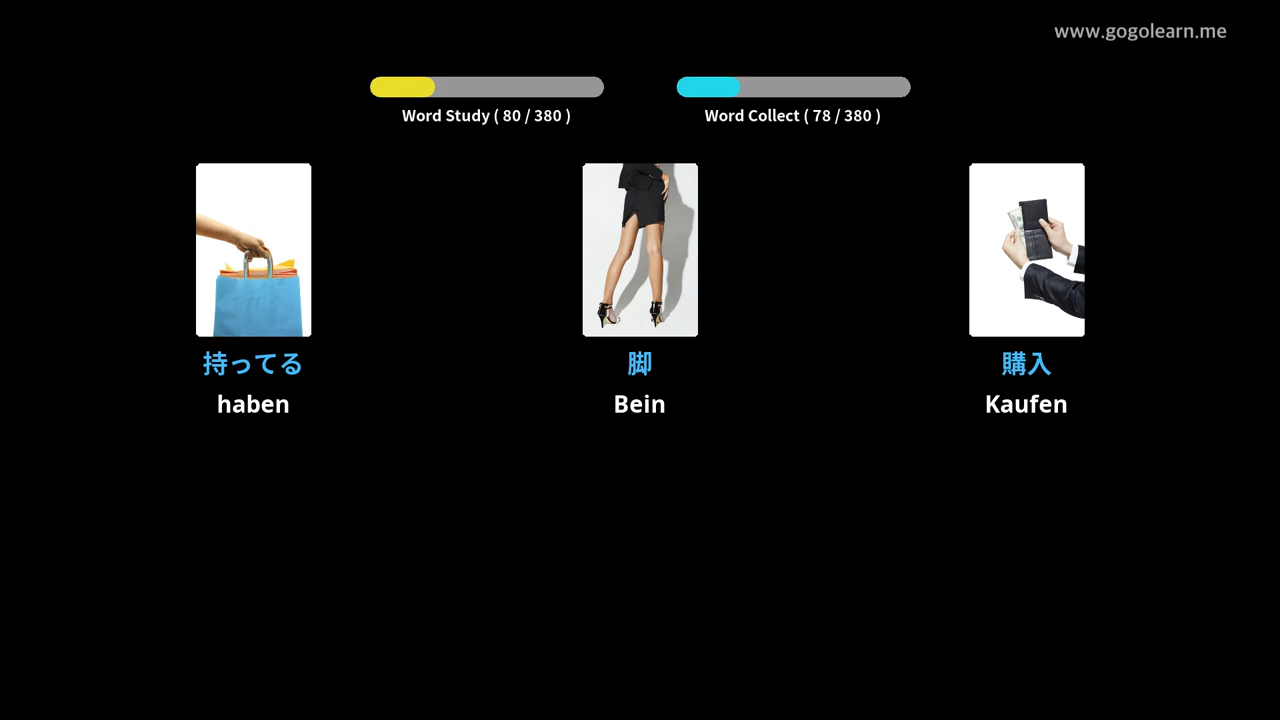 www.gogolearn.me
Word Study ( 80 / 380 )
Word Collect ( 78 / 380 )
持ってる
haben
脚
Bein
購入
Kaufen